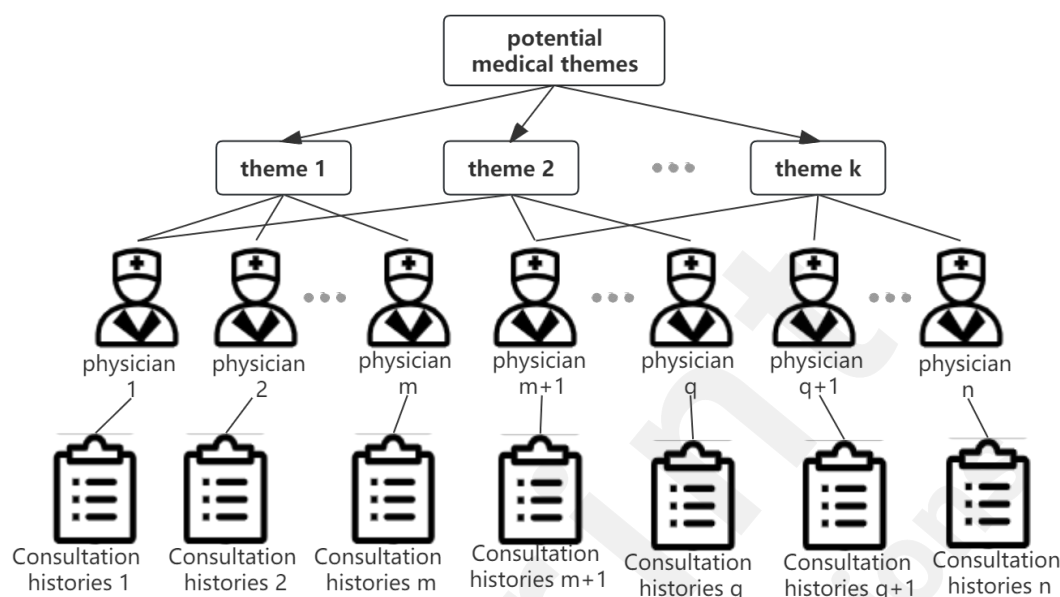 potential
medical themes
theme 1
theme 2
theme k
physician
1
physician
2
physician
m
physician
m+1
physician
q
physician
q+1
physician
n
Consultation
histories 1
Consultation
histories 2
Consultation
histories m
Consultation
histories m+1
Consultation
histories q
Consultation
histories q+1
Consultation
histories n